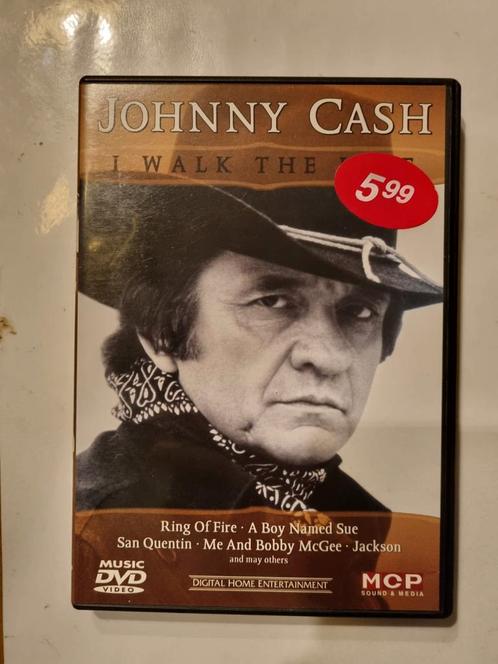 JOHNNY CASH
I WALK THE
5.99
Ring Of Fire · A Boy Named Sue
San Quentin · Me And Bobby McGee · Jackson
and may others
MUSIC
DVD
VIDEO
DIGITAL HOME ENTERTAINMENT
MCP
SOUND & MEDIA